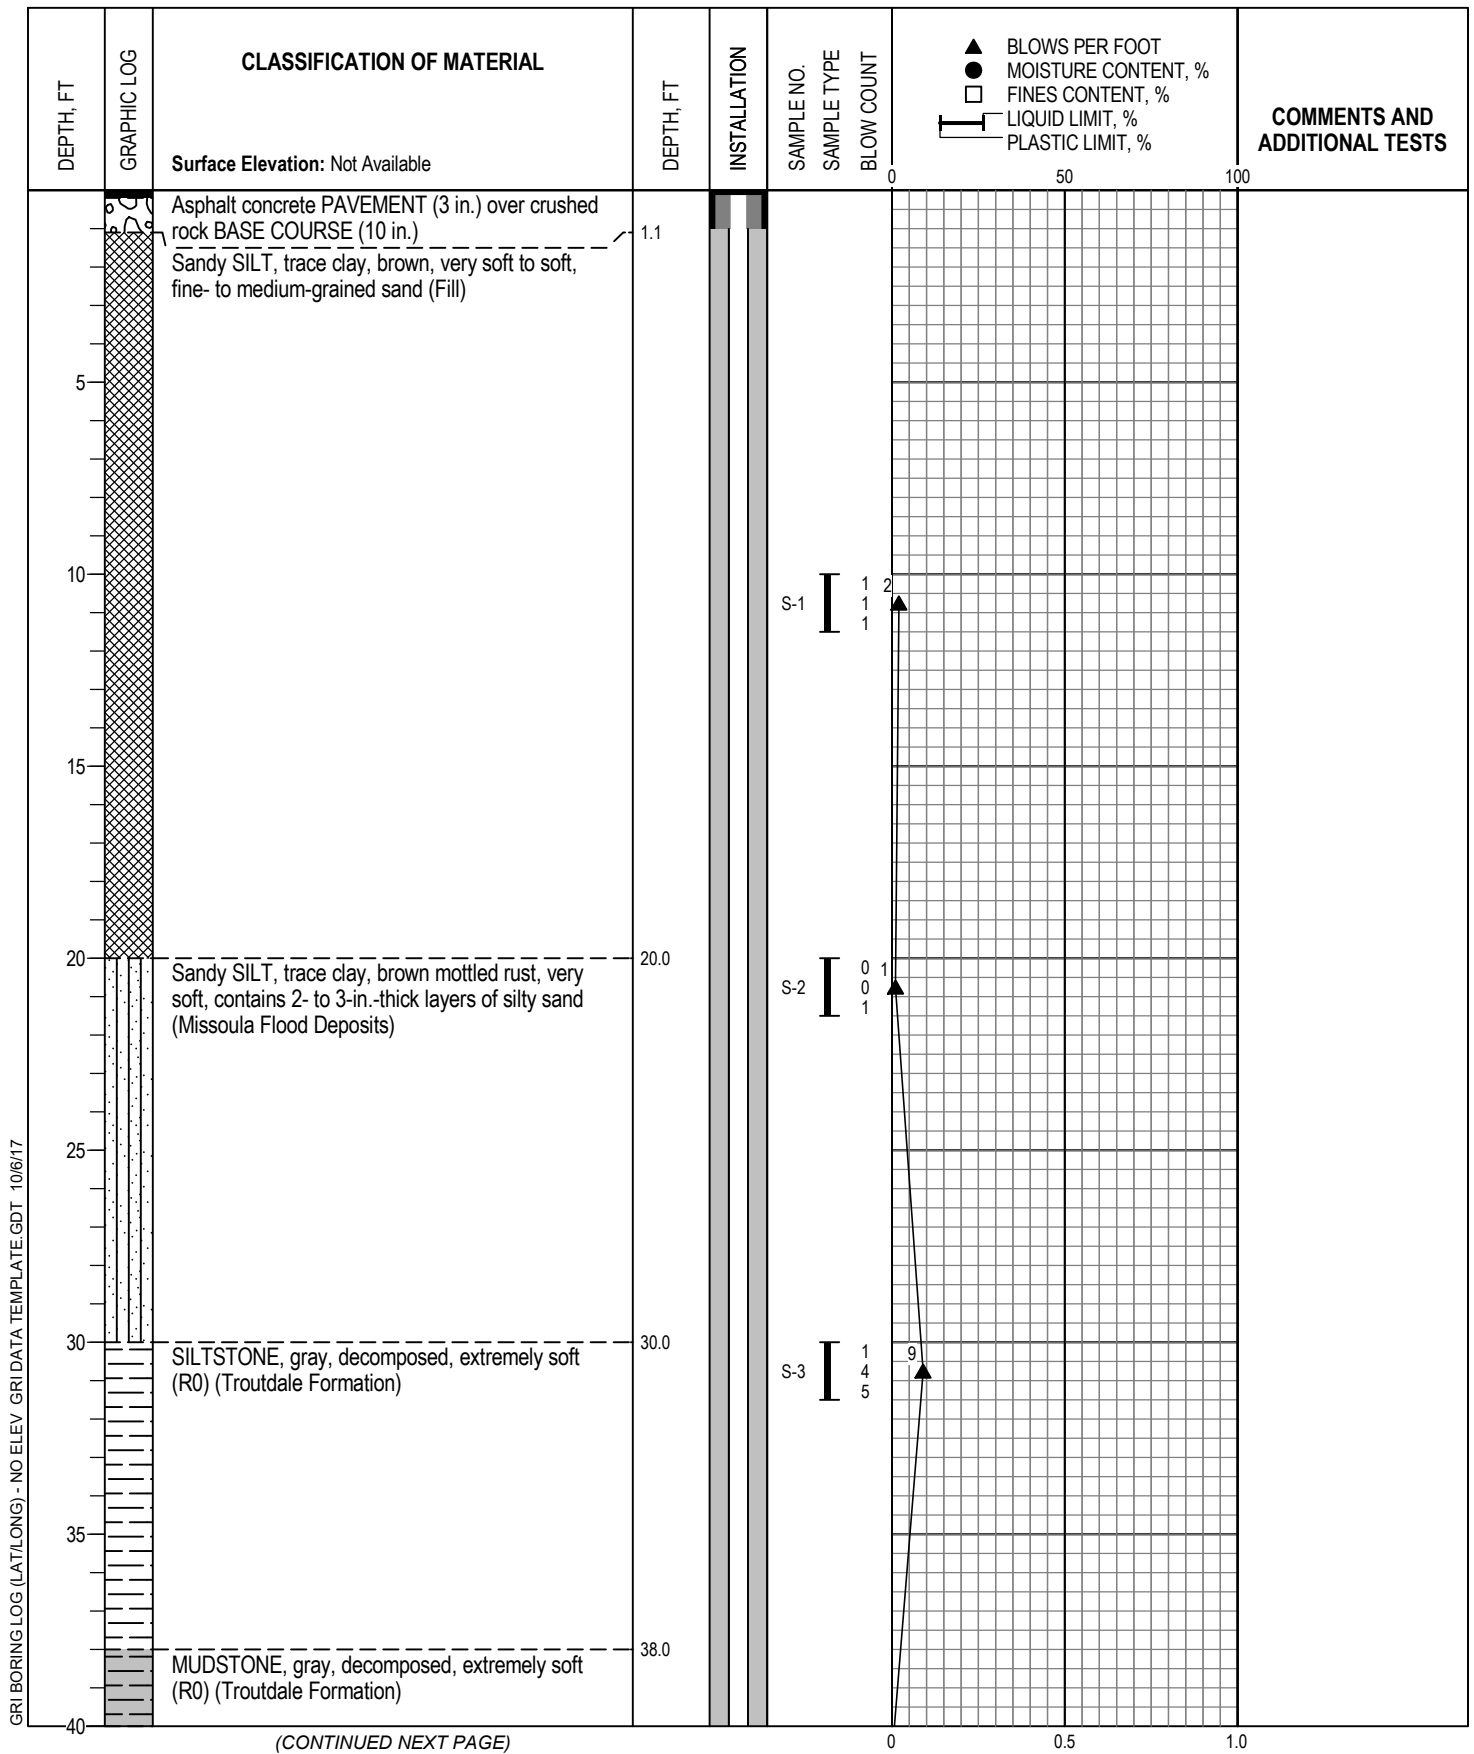 DEPTH, FT
GRAPHIC LOG
CLASSIFICATION OF MATERIAL
Surface Elevation: Not Available
DEPTH, FT
INSTALLATION
SAMPLE NO.
SAMPLE TYPE
BLOW COUNT
BLOWS PER FOOT
MOISTURE CONTENT, %
FINES CONTENT, %
LIQUID LIMIT, %
PLASTIC LIMIT, %
0 50 100
COMMENTS AND
ADDITIONAL TESTS
Asphalt concrete PAVEMENT (3 in.) over crushed
rock BASE COURSE (10 in.)
1.1
Sandy SILT, trace clay, brown, very soft to soft,
fine- to medium-grained sand (Fill)
5
10
S-1
1
1
1
2
15
20
20.0
Sandy SILT, trace clay, brown mottled rust, very
soft, contains 2- to 3-in.-thick layers of silty sand
(Missoula Flood Deposits)
S-2
0
0
1
1
25
30
30.0
SILTSTONE, gray, decomposed, extremely soft
(R0) (Troutdale Formation)
S-3
1
4
5
9
35
38.0
MUDSTONE, gray, decomposed, extremely soft
(R0) (Troutdale Formation)
40
(CONTINUED NEXT PAGE)
0 0.5 1.0
GRI BORING LOG (LAT/LONG) - NO ELEV GRI DATA TEMPLATE.GDT 10/6/17